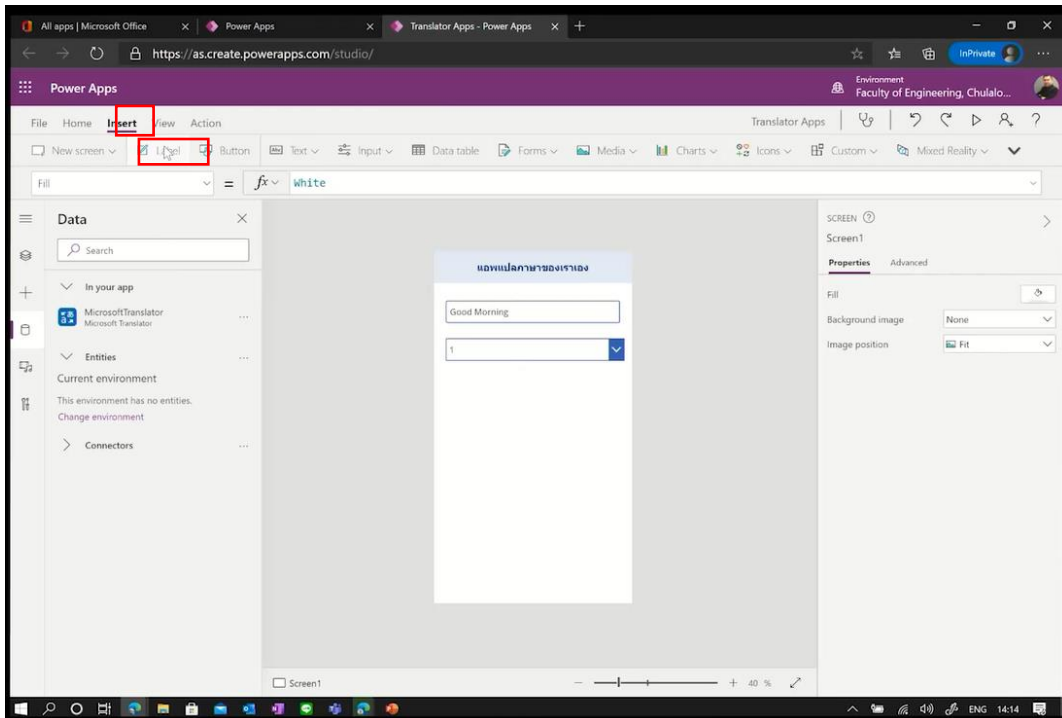 All apps | Microsoft Office
Power Apps
Translator Apps - Power Apps
https://as.create.powerapps.com/studio/
InPrivate
Power Apps
Environment
Faculty of Engineering, Chulalo...
File Home Insert View Action
Translator Apps
New screen Label Button Text Input Data table Forms Media Charts Icons Custom Mixed Reality
Fill = fx White
Data
Search
In your app
MicrosoftTranslator
Microsoft Translator
Entities
Current environment
This environment has no entities.
Change environment
Connectors
แอพแปลภาษาของเราเอง
Good Morning
1
SCREEN
Screen1
Properties Advanced
Fill
Background image None
Image position Fit
Screen1
40 %
ENG 14:14